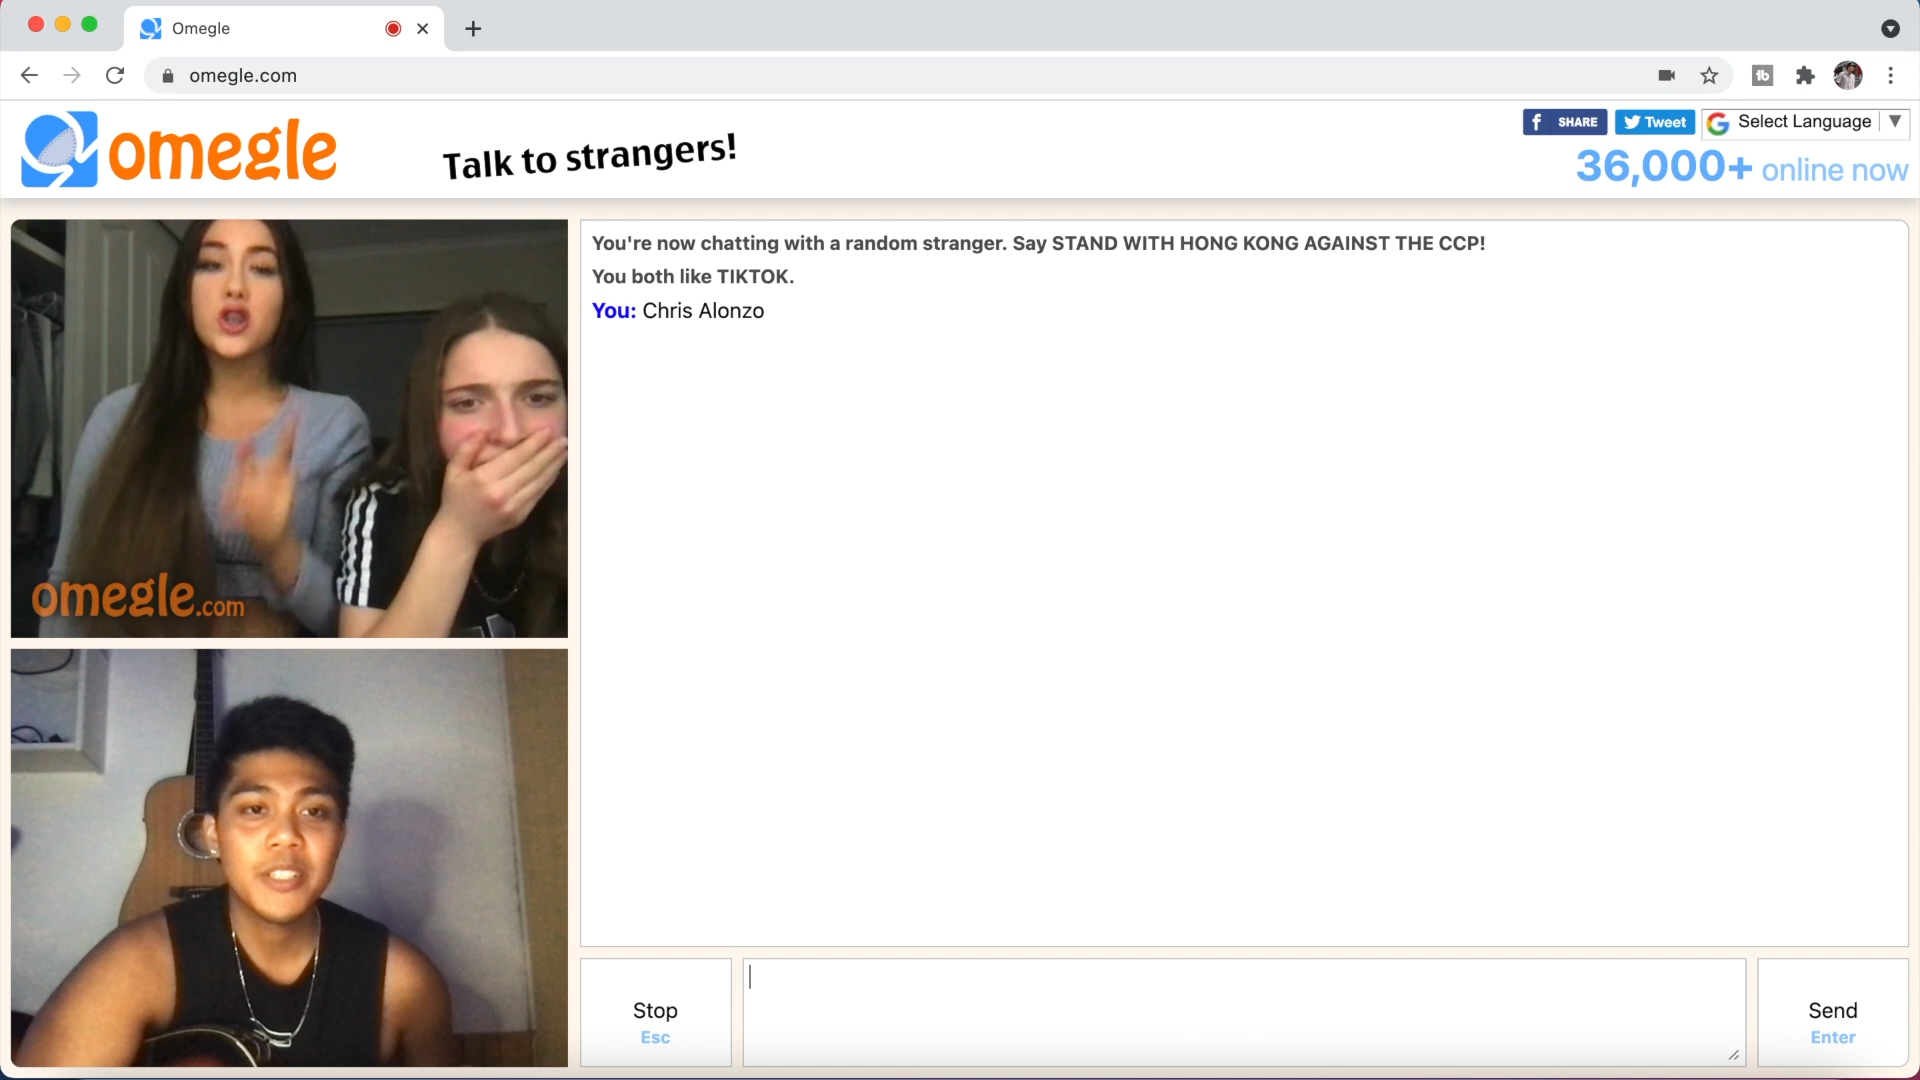 Omegle
omegle.com
omegle
Talk to strangers!
f SHARE
Tweet
G Select Language ▼
36,000+ online now
You're now chatting with a random stranger. Say STAND WITH HONG KONG AGAINST THE CCP!
You both like TIKTOK.
You: Chris Alonzo
omegle.com
Stop
Esc
Send
Enter